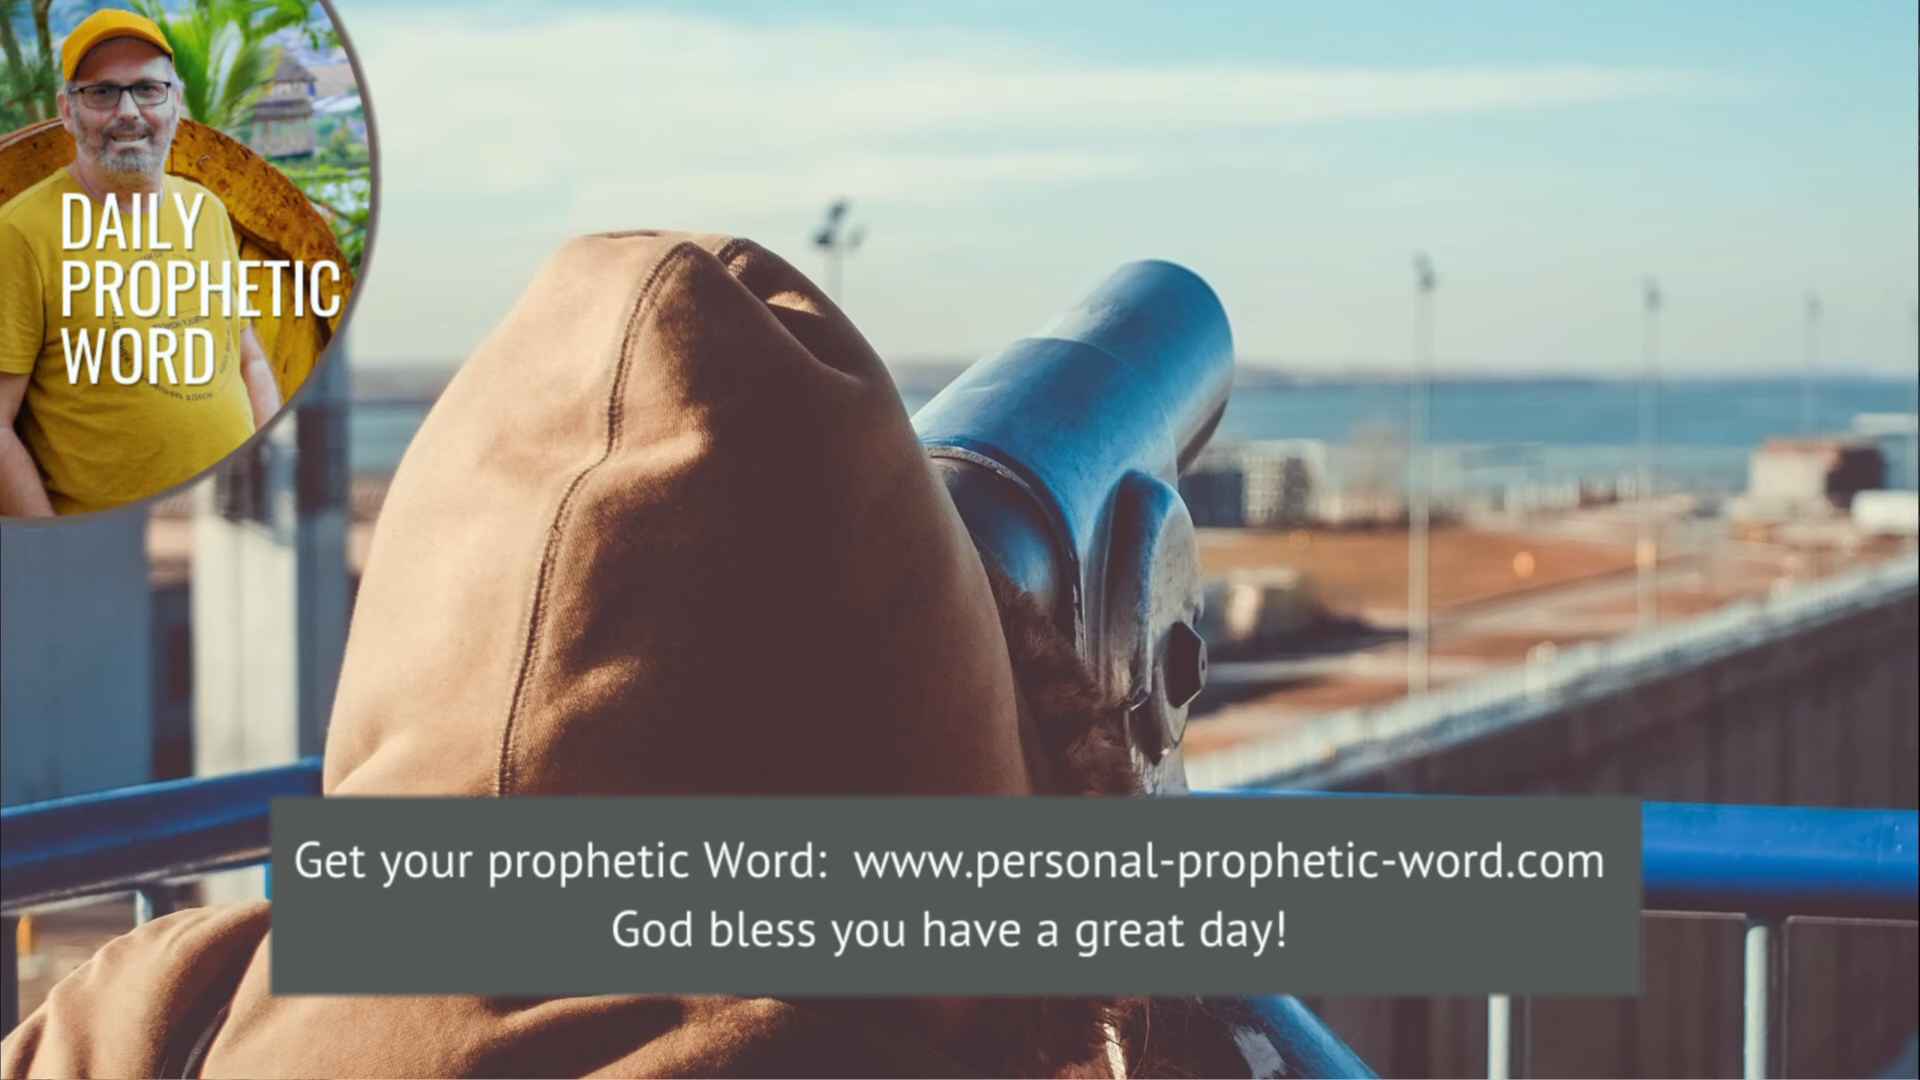 DAILY
PROPHETIC
WORD
Get your prophetic Word:  www.personal-prophetic-word.com
God bless you have a great day!